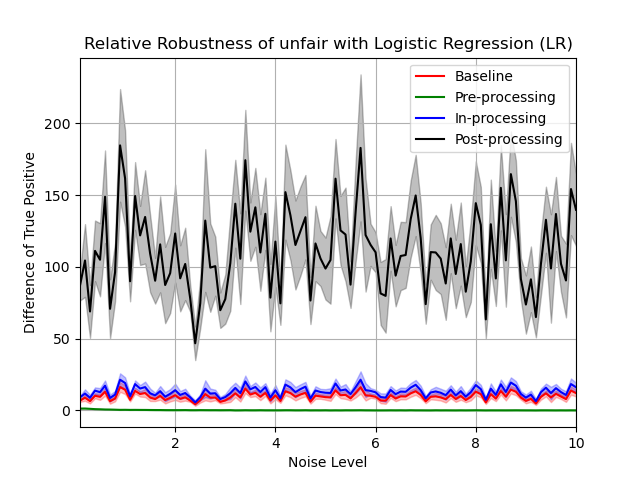 Relative Robustness of unfair with Logistic Regression (LR)
Difference of True Positive
200
150
100
50
0
Baseline
Pre-processing
In-processing
Post-processing
2
4
6
8
10
Noise Level